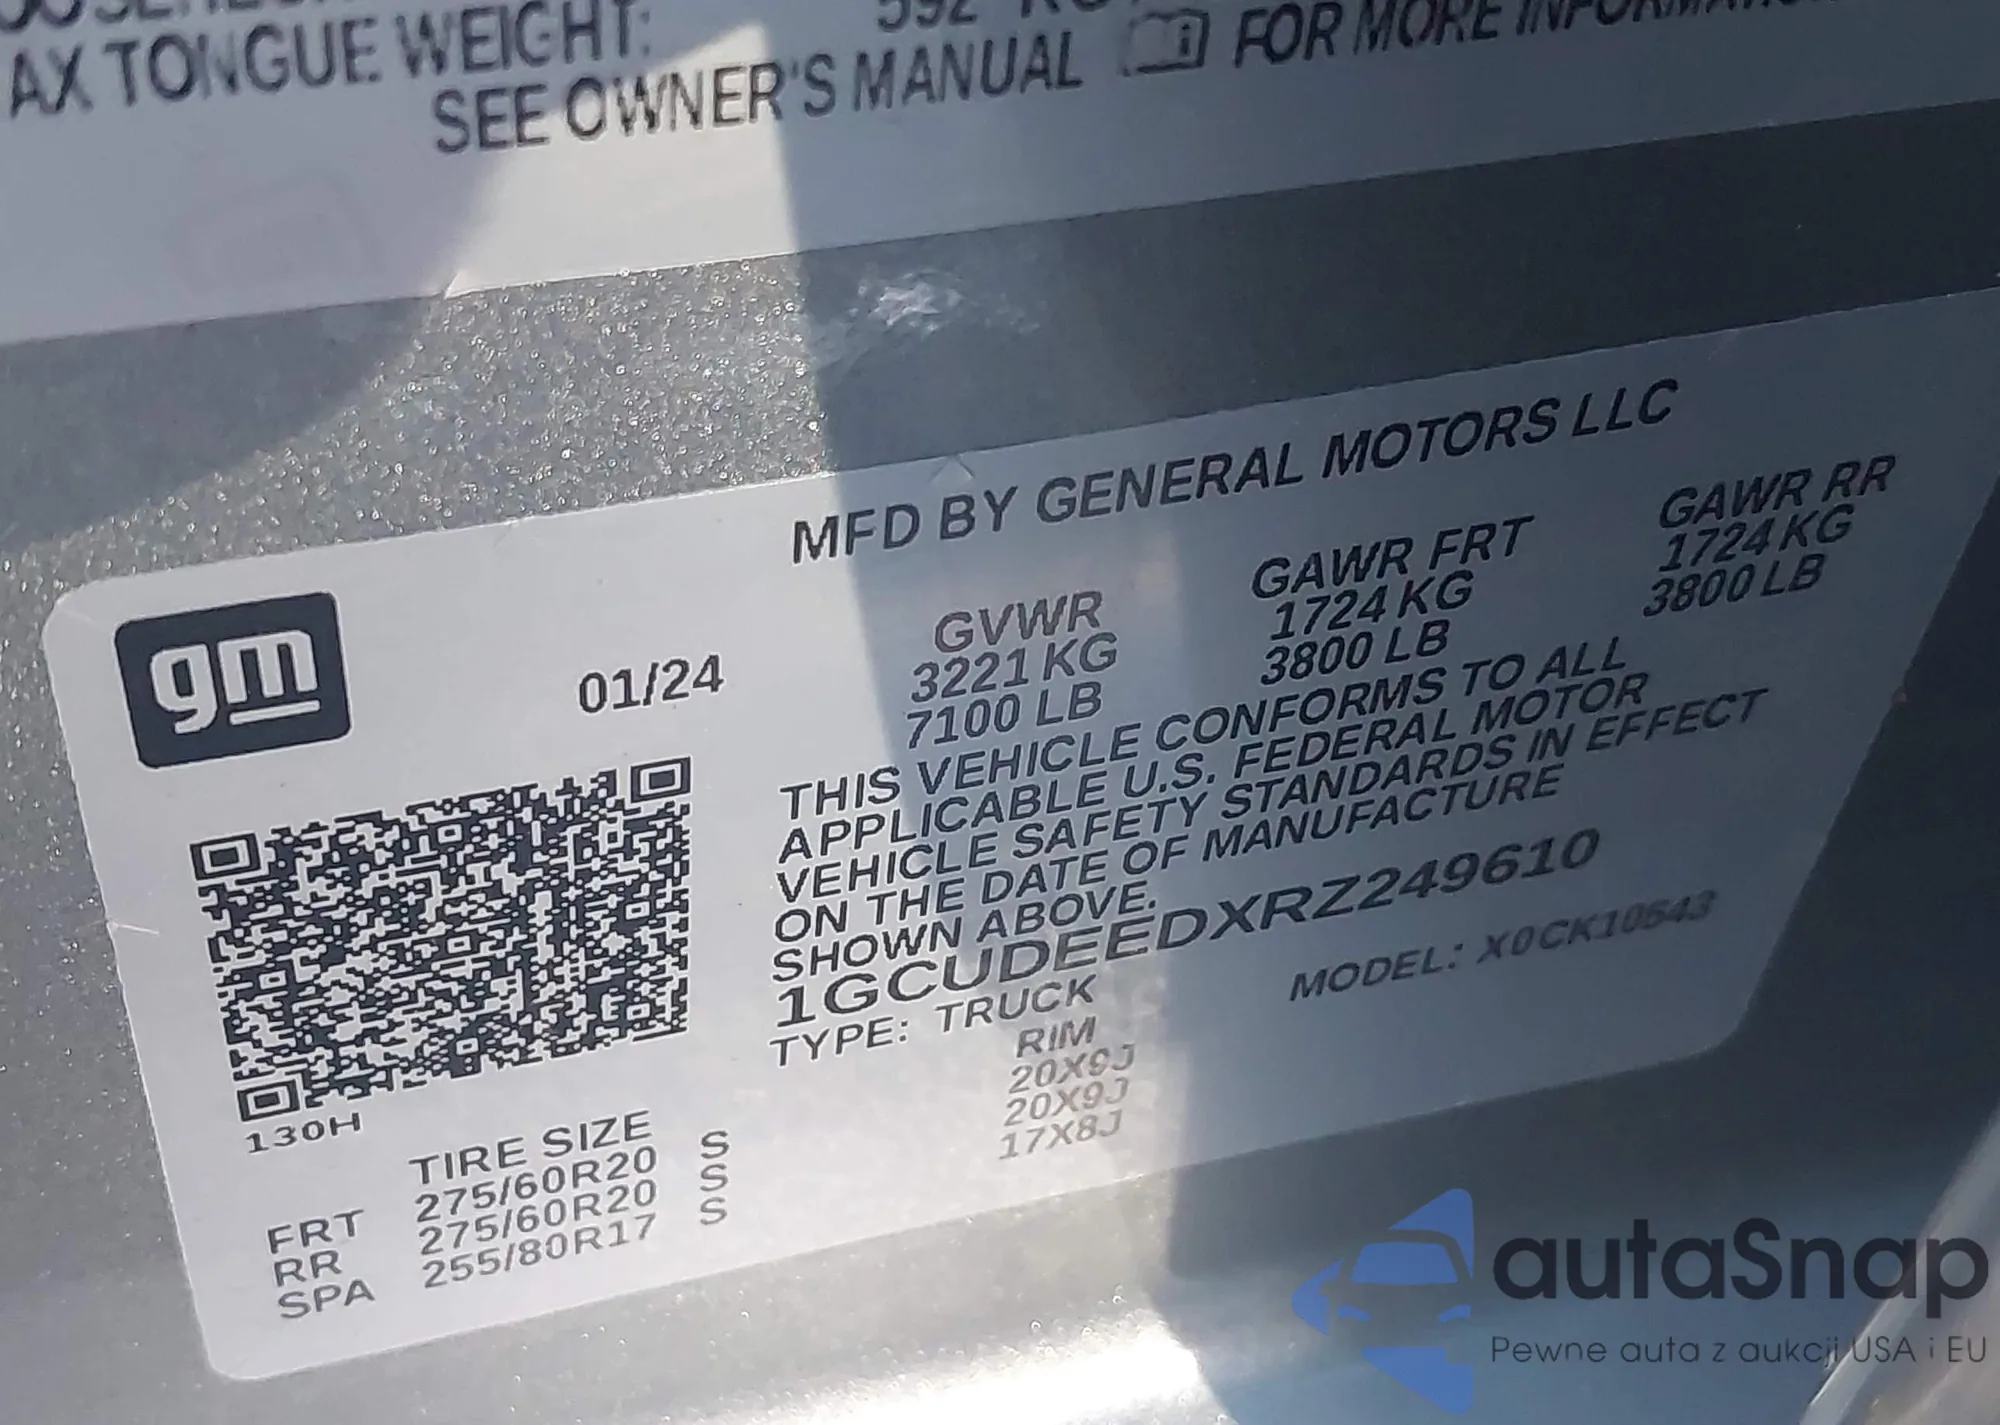 AX TONGUE WEIGHT: 592 KG
SEE OWNER'S MANUAL FOR MORE
MFD BY GENERAL MOTORS LLC
gm
01/24
GVWR GAWR FRT GAWR RR
3221 KG 1724 KG 1724 KG
7100 LB 3800 LB 3800 LB
THIS VEHICLE CONFORMS TO ALL
APPLICABLE U.S. FEDERAL MOTOR
VEHICLE SAFETY STANDARDS IN EFFECT
ON THE DATE OF MANUFACTURE
SHOWN ABOVE.
1GCUDEEDXRZ249610
TYPE: TRUCK MODEL: X0CK10543
130H
TIRE SIZE RIM
FRT 275/60R20 S 20X9J
RR 275/60R20 S 20X9J
SPA 255/80R17 S 17X8J
autaSnap
Pewne auta z aukcji USA i EU